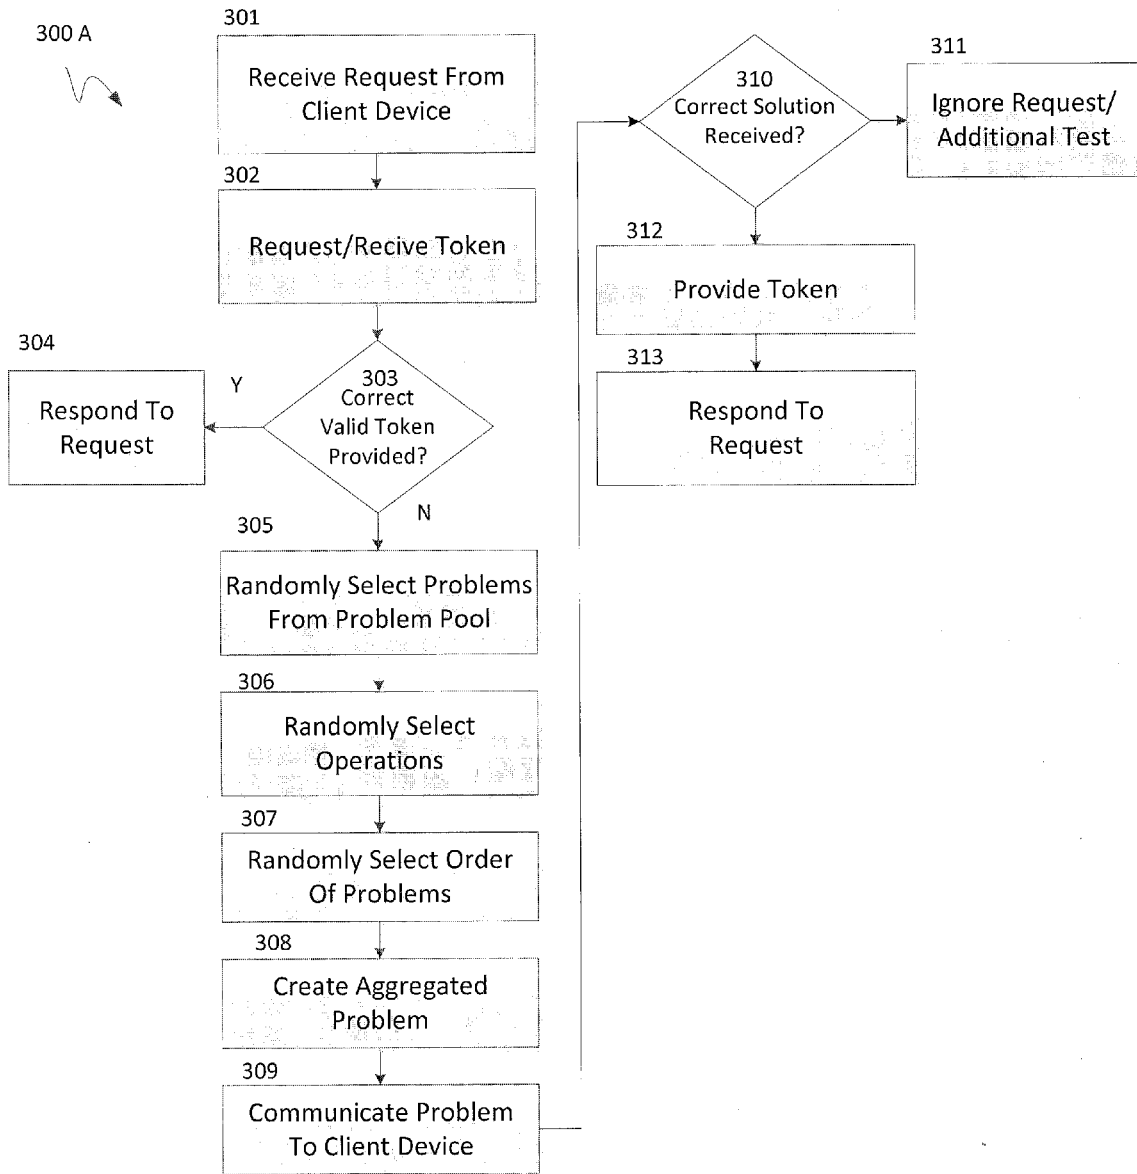 300 A
301
Receive Request From
Client Device
302
Request/Recive Token
303
Correct
Valid Token
Provided?
Y
304
Respond To
Request
N
305
Randomly Select Problems
From Problem Pool
306
Randomly Select
Operations
307
Randomly Select Order
Of Problems
308
Create Aggregated
Problem
309
Communicate Problem
To Client Device
310
Correct Solution
Received?
311
Ignore Request/
Additional Test
312
Provide Token
313
Respond To
Request